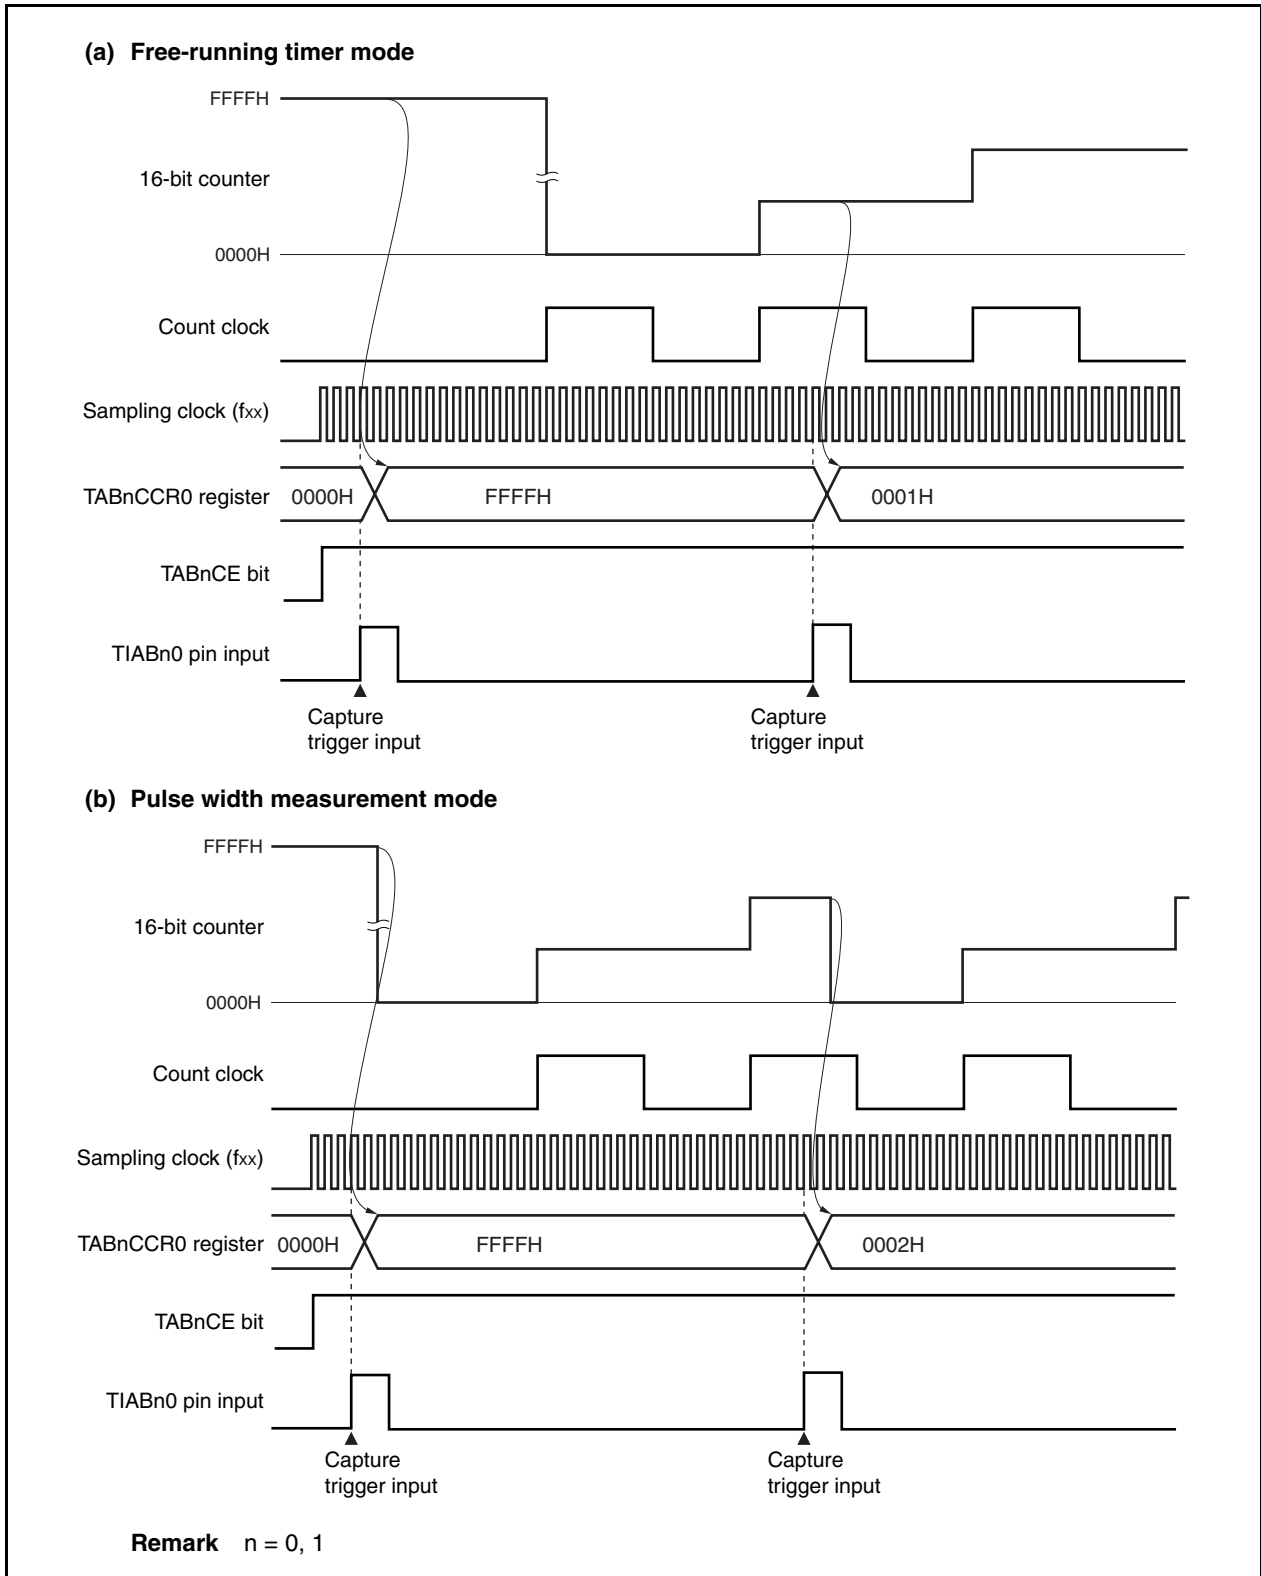 (a) Free-running timer mode
FFFFH
16-bit counter
0000H
Count clock
Sampling clock (fxx)
TABnCCR0 register
0000H
FFFFH
0001H
TABnCE bit
TIABn0 pin input
Capture
trigger input
Capture
trigger input
(b) Pulse width measurement mode
FFFFH
16-bit counter
0000H
Count clock
Sampling clock (fxx)
TABnCCR0 register
0000H
FFFFH
0002H
TABnCE bit
TIABn0 pin input
Capture
trigger input
Capture
trigger input
Remark n = 0, 1